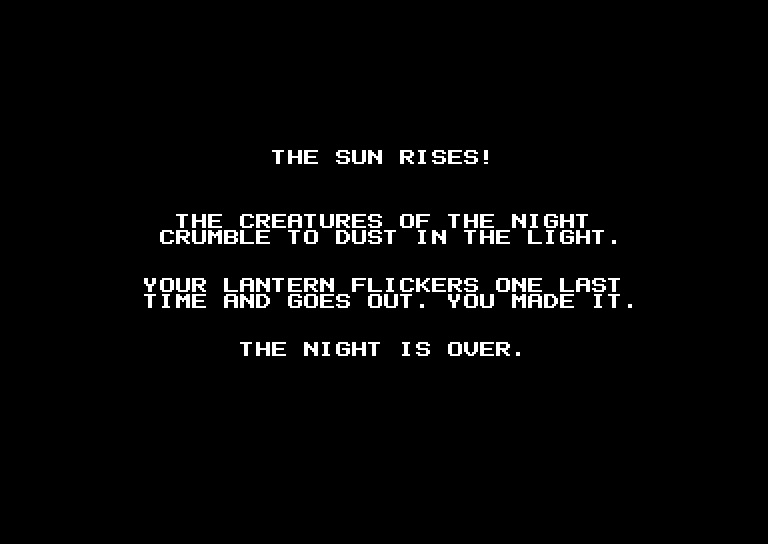 THE SUN RISES!
THE CREATURES OF THE NIGHT
CRUMBLE TO DUST IN THE LIGHT.
YOUR LANTERN FLICKERS ONE LAST
TIME AND GOES OUT. YOU MADE IT.
THE NIGHT IS OVER.